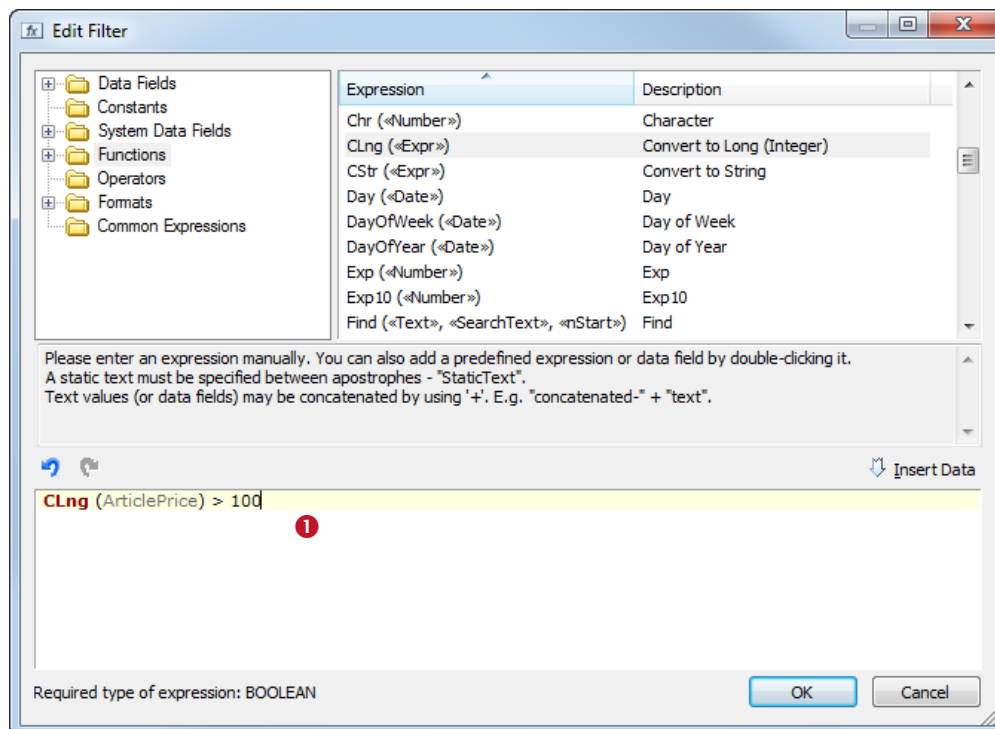 Edit Filter
Data Fields
Constants
System Data Fields
Functions
Operators
Formats
Common Expressions
Expression Description
Chr («Number») Character
CLng («Expr») Convert to Long (Integer)
CStr («Expr») Convert to String
Day («Date») Day
DayOfWeek («Date») Day of Week
DayOfYear («Date») Day of Year
Exp («Number») Exp
Exp10 («Number») Exp10
Find («Text», «SearchText», «nStart») Find
Please enter an expression manually. You can also add a predefined expression or data field by double-clicking it.
A static text must be specified between apostrophes - "StaticText".
Text values (or data fields) may be concatenated by using '+'. E.g. "concatenated-" + "text".
Insert Data
CLng (ArticlePrice) > 100
1
Required type of expression: BOOLEAN
OK Cancel